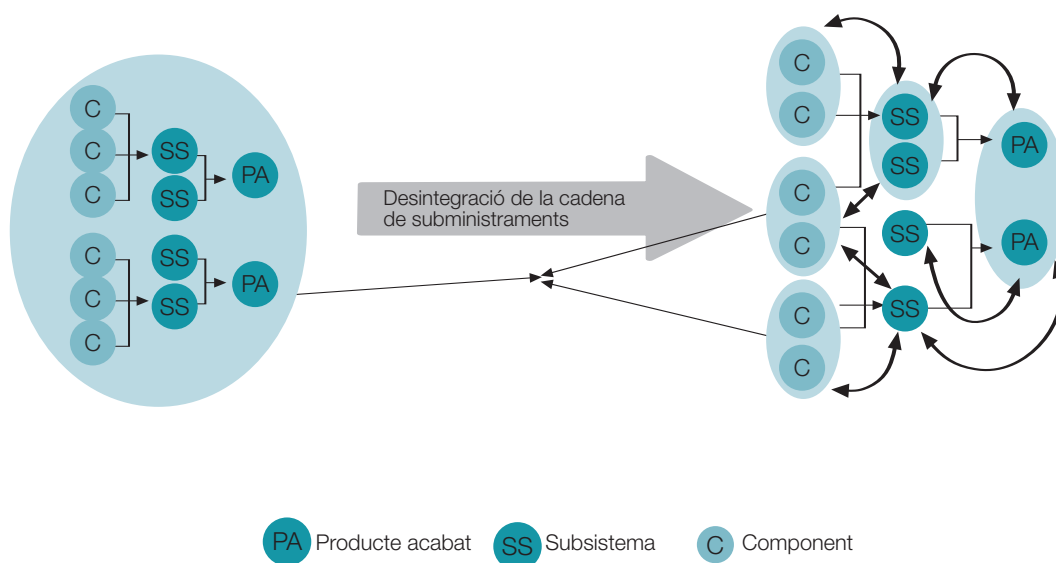 C
C
C
SS
SS
PA
C
C
C
SS
SS
PA
Desintegració de la cadena
de subministraments
C
C
C
C
C
C
SS
SS
SS
SS
PA
PA
PA Producte acabat
SS Subsistema
C Component